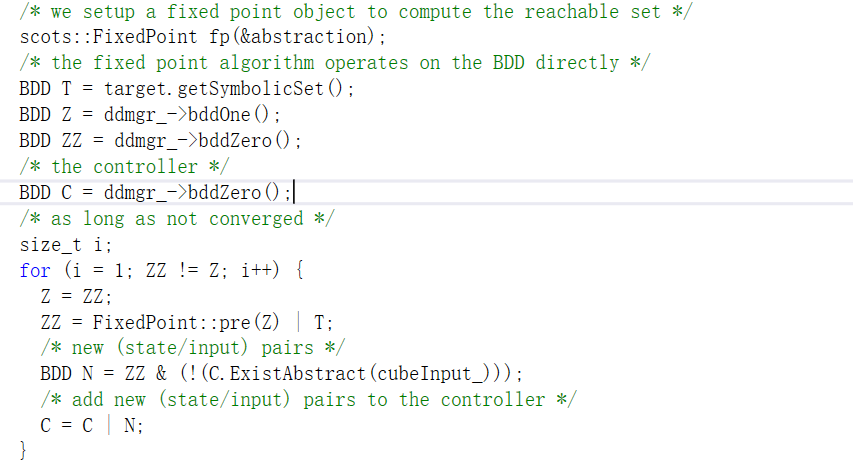 /* we setup a fixed point object to compute the reachable set */
scots::FixedPoint fp(&abstraction);
/* the fixed point algorithm operates on the BDD directly */
BDD T = target.getSymbolicSet();
BDD Z = ddmgr_->bddOne();
BDD ZZ = ddmgr_->bddZero();
/* the controller */
BDD C = ddmgr_->bddZero();
/* as long as not converged */
size_t i;
for (i = 1; ZZ != Z; i++) {
  Z = ZZ;
  ZZ = FixedPoint::pre(Z) | T;
  /* new (state/input) pairs */
  BDD N = ZZ & (!(C.ExistAbstract(cubeInput_)));
  /* add new (state/input) pairs to the controller */
  C = C | N;
}